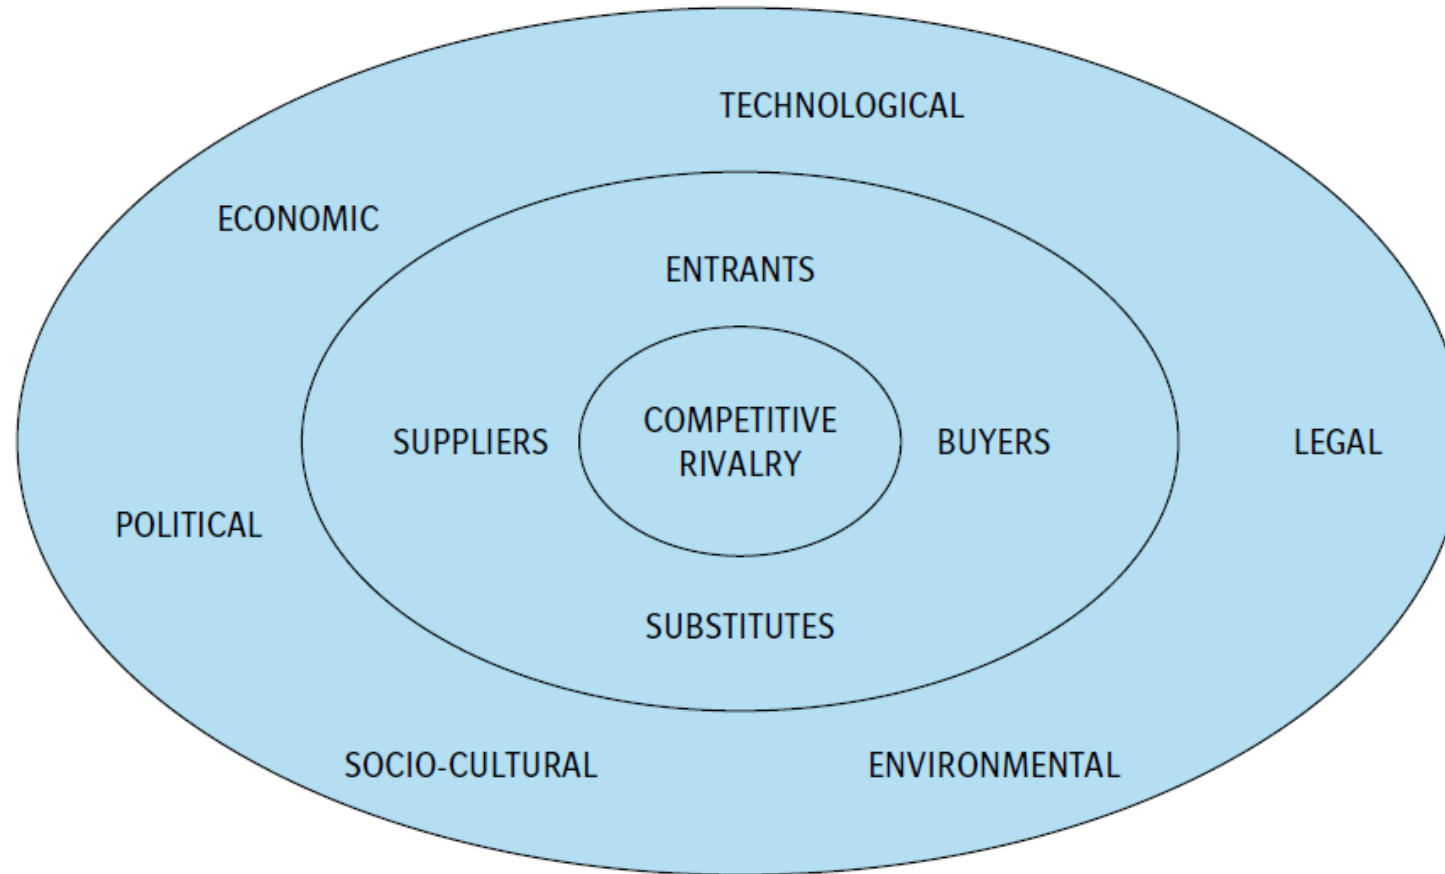 TECHNOLOGICAL
ECONOMIC
ENTRANTS
COMPETITIVE
RIVALRY
SUPPLIERS
BUYERS
LEGAL
POLITICAL
SUBSTITUTES
SOCIO-CULTURAL
ENVIRONMENTAL